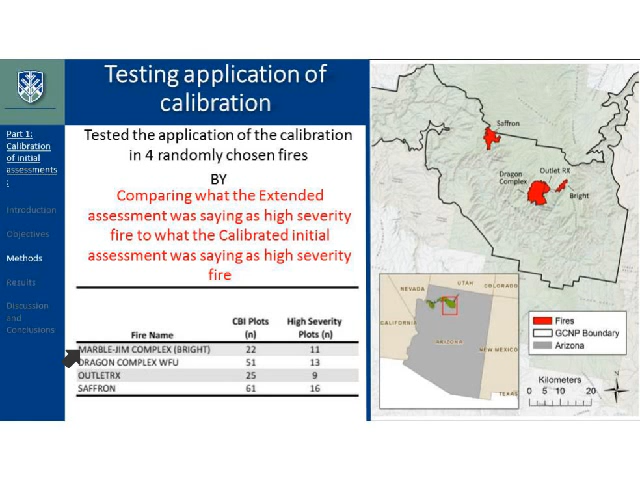 Testing application of
calibration
Part 1:
Calibration
of initial
assessments
:
Introduction
Objectives
Methods
Results
Discussion
and
Conclusions
Tested the application of the calibration
in 4 randomly chosen fires
BY
Comparing what the Extended
assessment was saying as high severity
fire to what the Calibrated initial
assessment was saying as high severity
fire
Fire Name CBI Plots (n) High Severity Plots (n)
MARBLE-JIM COMPLEX (BRIGHT) 22 11
DRAGON COMPLEX WFU 51 13
OUTLETRX 25 9
SAFFRON 61 16
Saffron
Dragon
Complex
Outlet RX
Bright
NEVADA
UTAH
COLORADO
CALIFORNIA
ARIZONA
NEW MEXICO
TEXAS
Fires
GCNP Boundary
Arizona
Kilometers
0 5 10 20
N